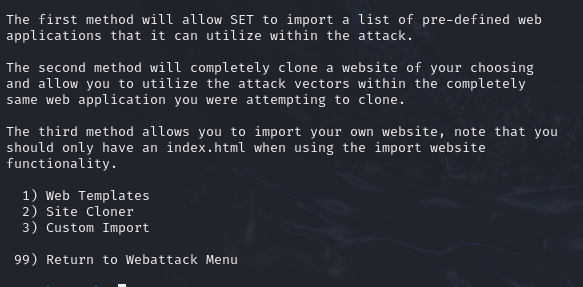 The first method will allow SET to import a list of pre-defined web
applications that it can utilize within the attack.
The second method will completely clone a website of your choosing
and allow you to utilize the attack vectors within the completely
same web application you were attempting to clone.
The third method allows you to import your own website, note that you
should only have an index.html when using the import website
functionality.
1) Web Templates
2) Site Cloner
3) Custom Import
99) Return to Webattack Menu